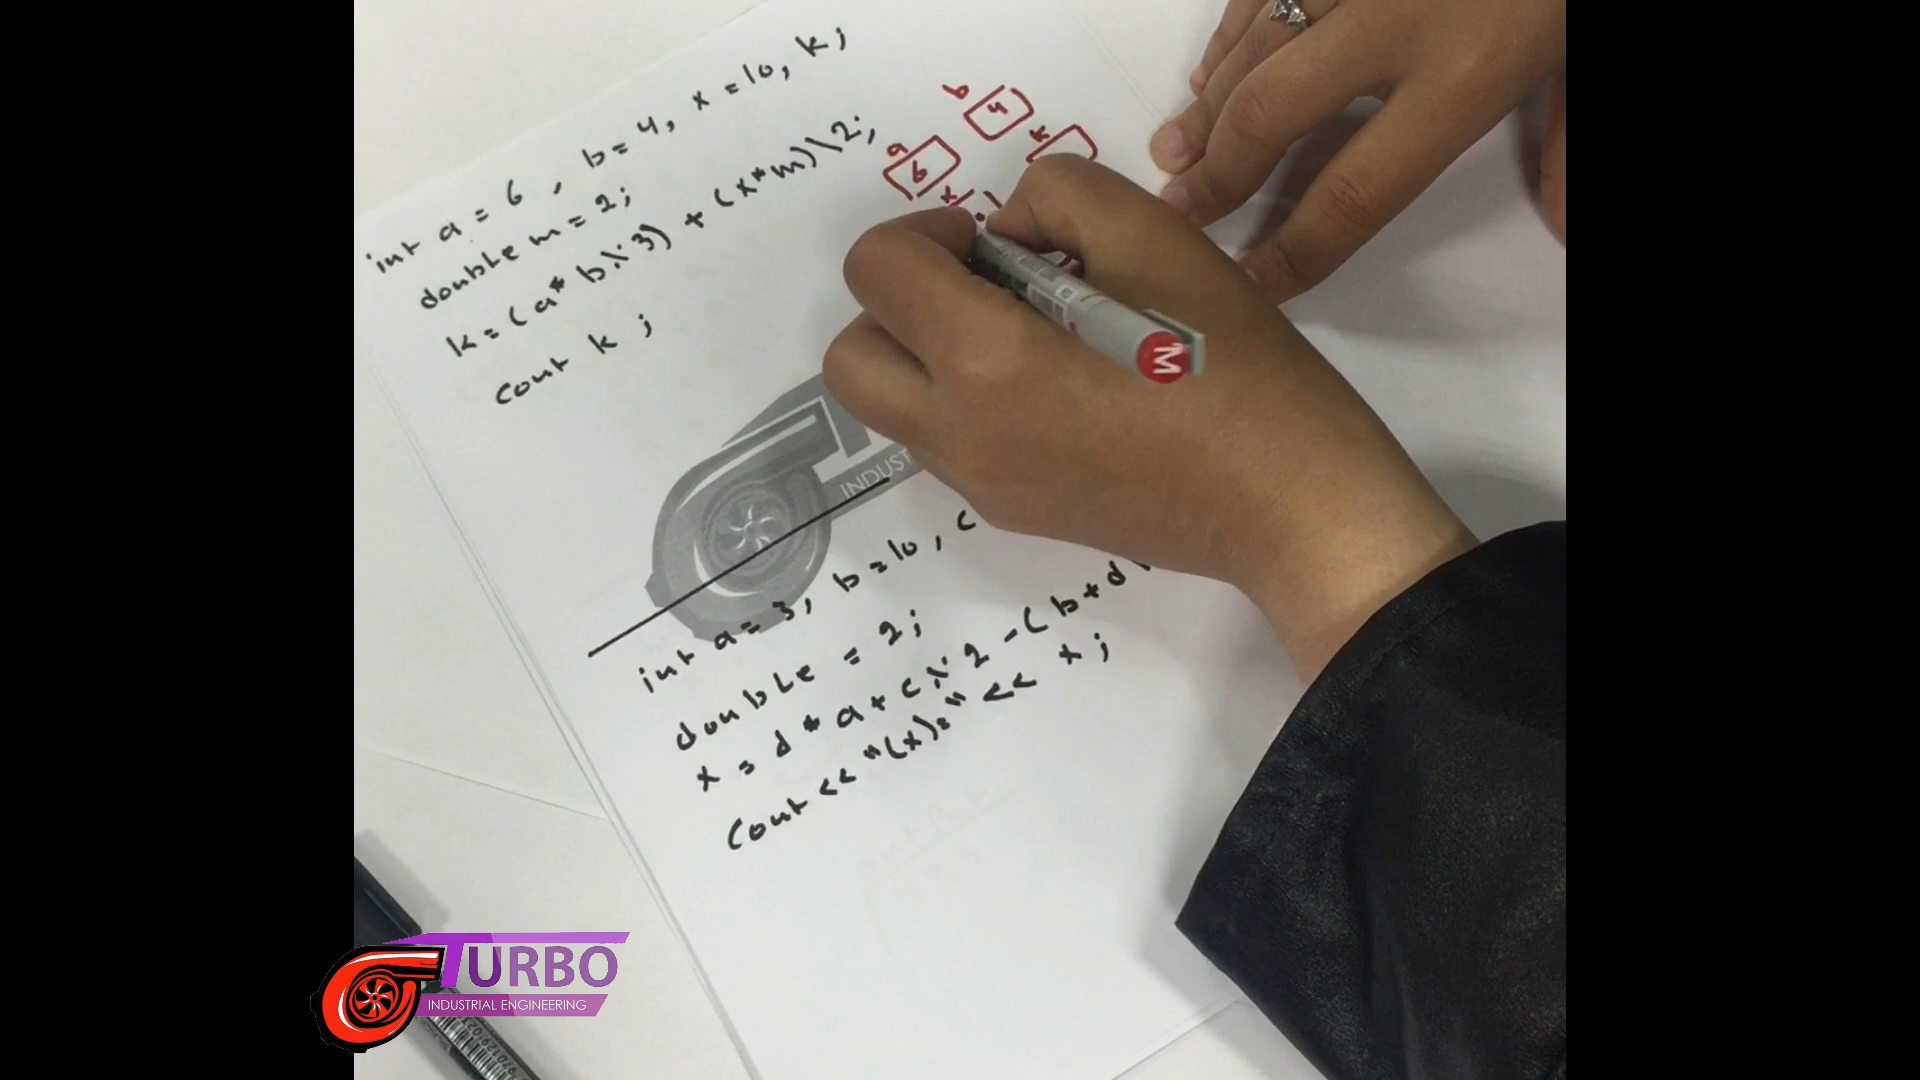 int a = 6 , b = 4, x = 10, k;
double m = 2;
k = (a* b % 3) + (x*m) \ 2;
cout k ;
b 4
a 6
k
x
M
INDUST
int a = 3, b = 10, c
double = 2;
x = d * a + c % 2 - (b + d
cout << "(x)=" << x ;
TURBO
INDUSTRIAL ENGINEERING